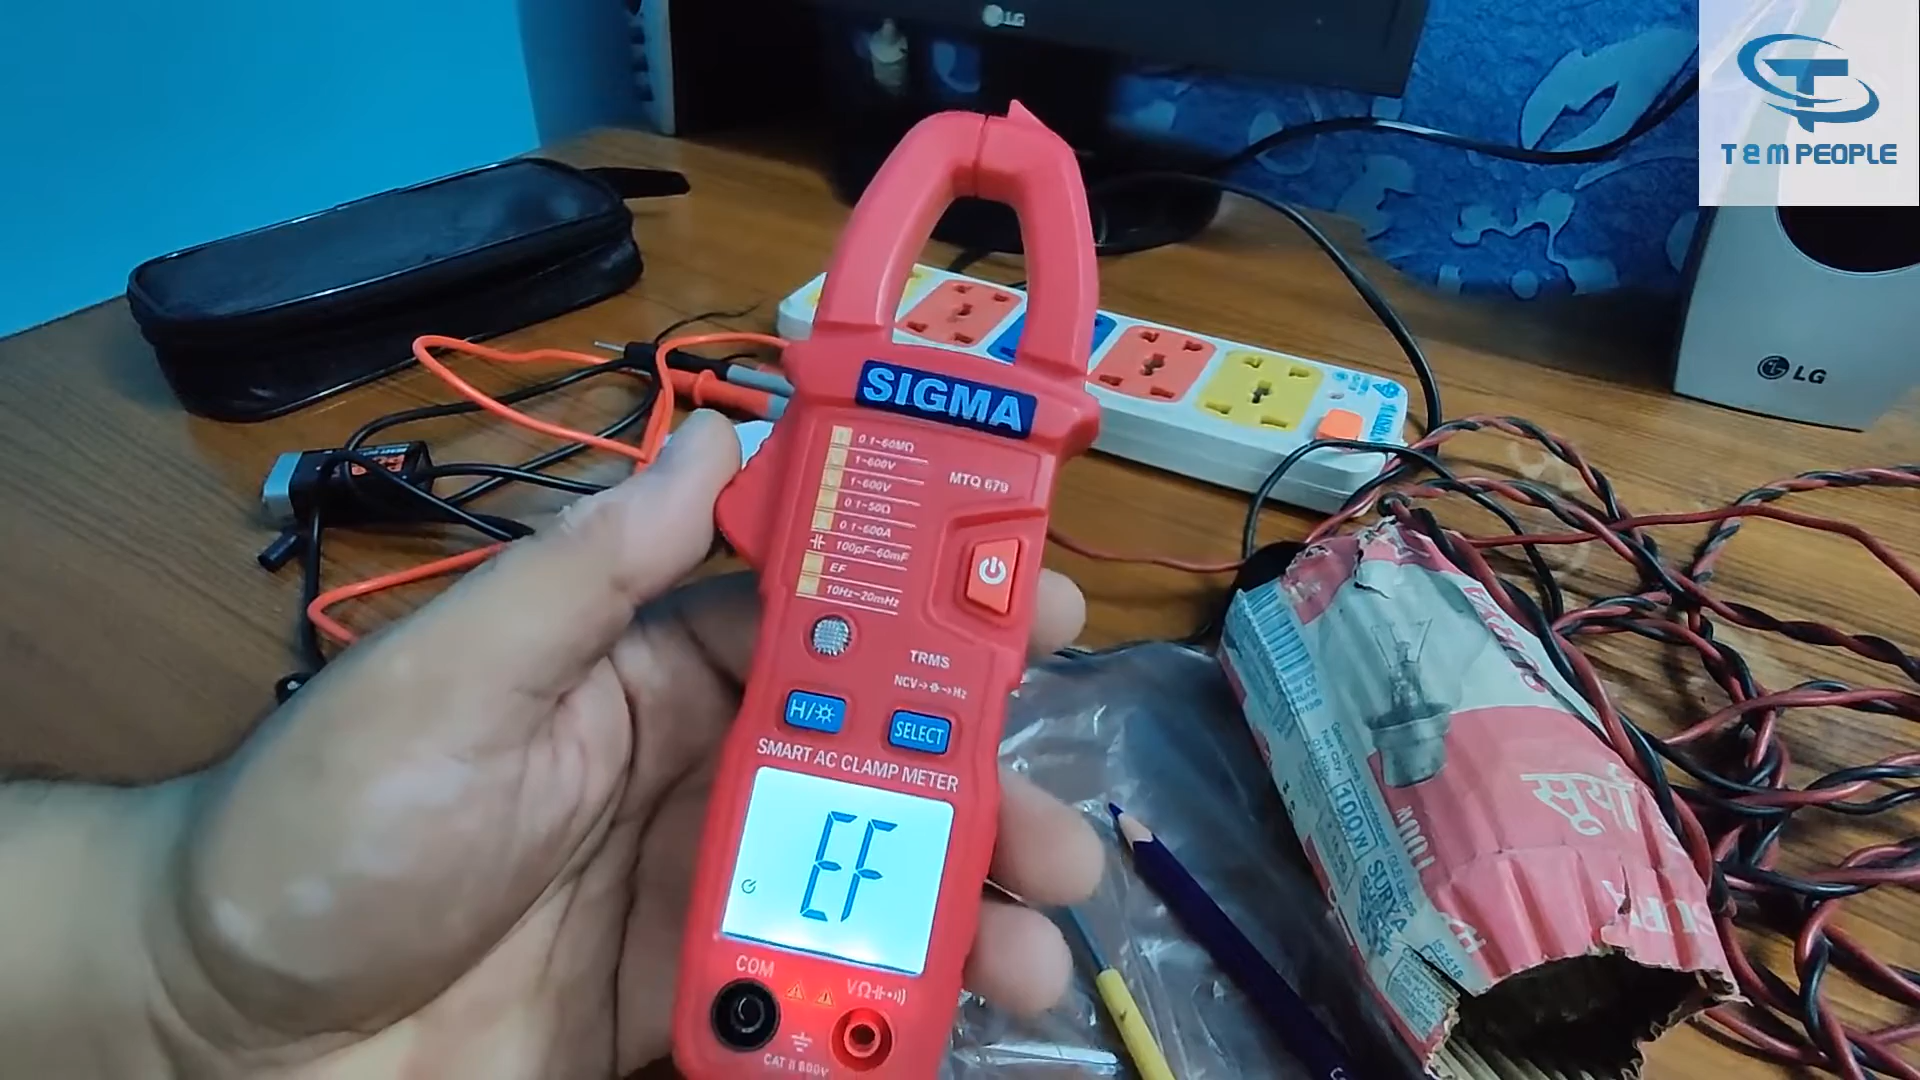 LG
T&M PEOPLE
LG
SIGMA
0.1~60MΩ
1~600V
1~600V
0.1~50Ω
0.1~600A
100pF~60mF
EF
10Hz~20mHz
MTQ 679
TRMS
NCV
Hz
H/
SELECT
SMART AC CLAMP METER
EF
COM
VΩ
CAT II 600V
सूर्या
100W
SURYA
100W